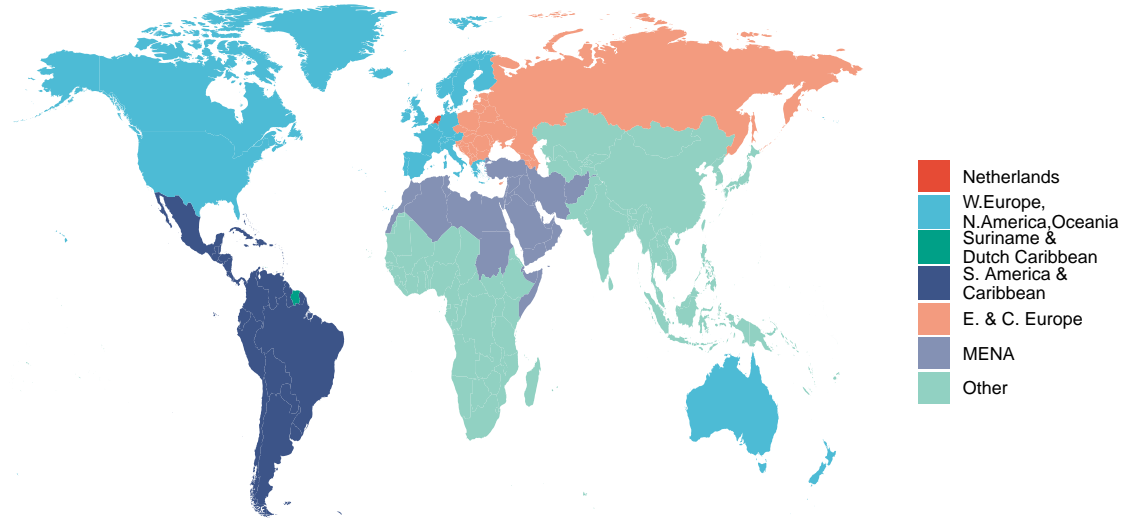 Netherlands
W.Europe,
N.America,Oceania
Suriname &
Dutch Caribbean
S. America &
Caribbean
E. & C. Europe
MENA
Other